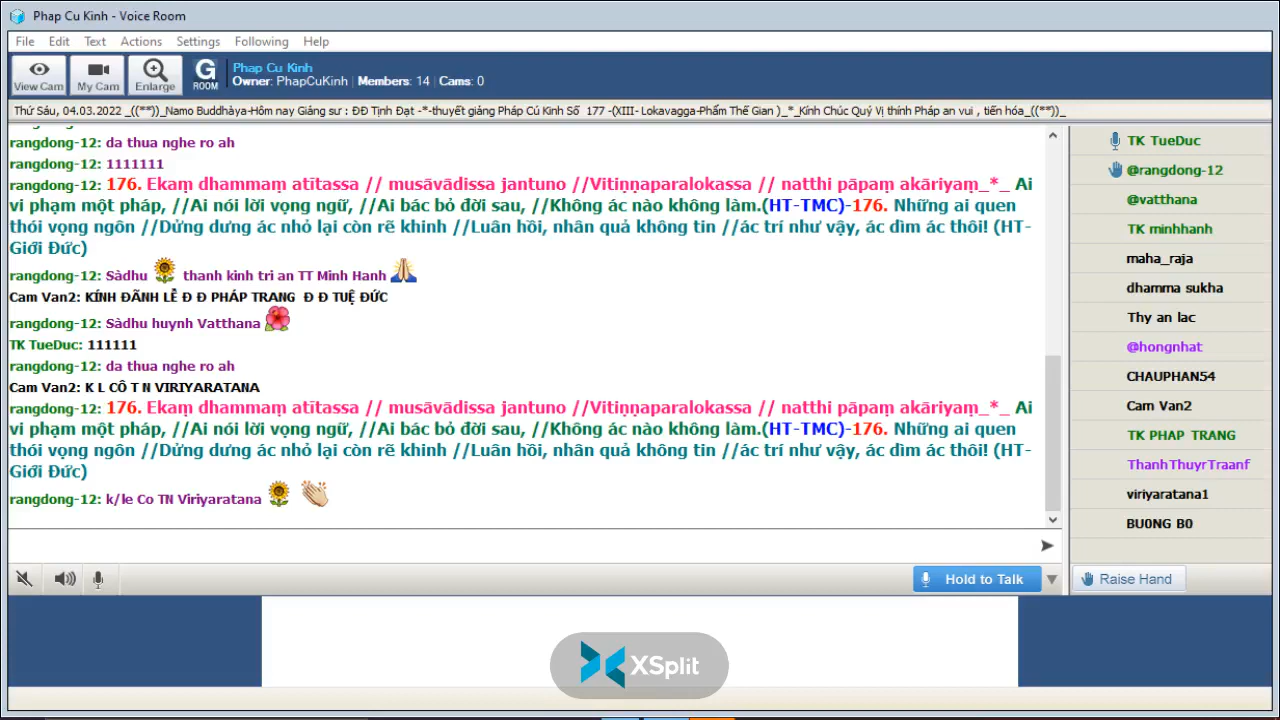 Phap Cu Kinh - Voice Room
File Edit Text Actions Settings Following Help
View Cam
My Cam
Enlarge
G ROOM
Phap Cu Kinh
Owner: PhapCuKinh | Members: 14 | Cams: 0
Thứ Sáu, 04.03.2022 _((**))_Namo Buddhàya-Hôm nay Giảng sư : ĐĐ Tịnh Đạt -*-thuyết giảng Pháp Cú Kinh Số 177 -(XIII- Lokavagga-Phẩm Thế Gian )_*_Kính Chúc Quý Vị thính Pháp an vui , tiến hóa_((**))_
rangdong-12: da thua nghe ro ah
rangdong-12: 1111111
rangdong-12: 176. Ekaṃ dhammaṃ atītassa // musāvādissa jantuno //Vitiṇṇaparalokassa // natthi pāpaṃ akāriyaṃ_*_ Ai
vi phạm một pháp, //Ai nói lời vọng ngữ, //Ai bác bỏ đời sau, //Không ác nào không làm.(HT-TMC)-176. Những ai quen
thói vọng ngôn //Dửng dưng ác nhỏ lại còn rẽ khinh //Luân hồi, nhân quả không tin //ác trí như vậy, ác dìm ác thôi! (HT-
Giới Đức)
rangdong-12: Sàdhu thanh kinh tri an TT Minh Hanh
Cam Van2: KÍNH ĐÃNH LỄ Đ Đ PHÁP TRANG Đ Đ TUỆ ĐỨC
rangdong-12: Sàdhu huynh Vatthana
TK TueDuc: 111111
rangdong-12: da thua nghe ro ah
Cam Van2: K L CÔ T N VIRIYARATANA
rangdong-12: 176. Ekaṃ dhammaṃ atītassa // musāvādissa jantuno //Vitiṇṇaparalokassa // natthi pāpaṃ akāriyaṃ_*_ Ai
vi phạm một pháp, //Ai nói lời vọng ngữ, //Ai bác bỏ đời sau, //Không ác nào không làm.(HT-TMC)-176. Những ai quen
thói vọng ngôn //Dửng dưng ác nhỏ lại còn rẽ khinh //Luân hồi, nhân quả không tin //ác trí như vậy, ác dìm ác thôi! (HT-
Giới Đức)
rangdong-12: k/le Co TN Viriyaratana
TK TueDuc
@rangdong-12
@vatthana
TK minhhanh
maha_raja
dhamma sukha
Thy an lac
@hongnhat
CHAUPHAN54
Cam Van2
TK PHAP TRANG
ThanhThuyrTraanf
viriyaratana1
BU0NG B0
Hold to Talk
Raise Hand
XSplit